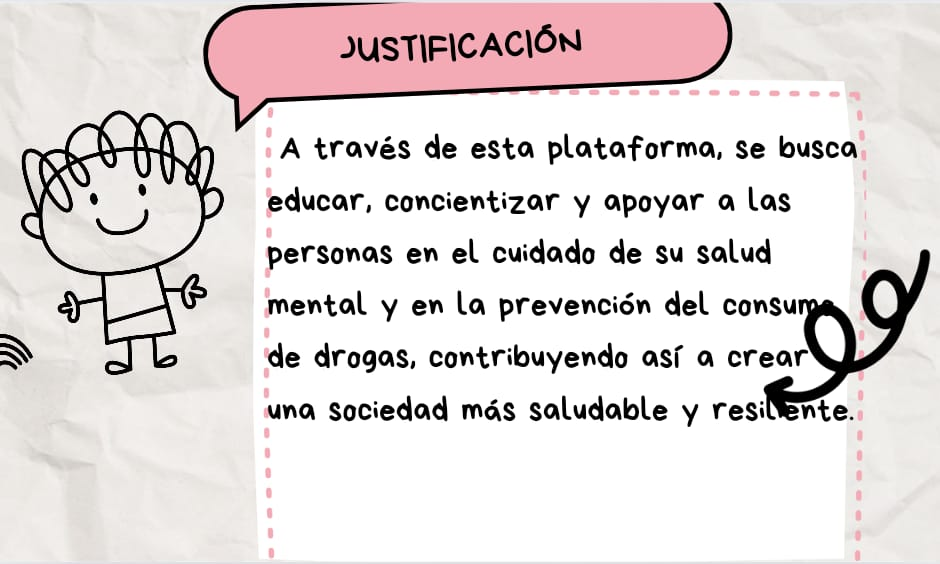 JUSTIFICACIÓN
A través de esta plataforma, se busca
educar, concientizar y apoyar a las
personas en el cuidado de su salud
mental y en la prevención del consumo
de drogas, contribuyendo así a crear
una sociedad más saludable y resiliente.